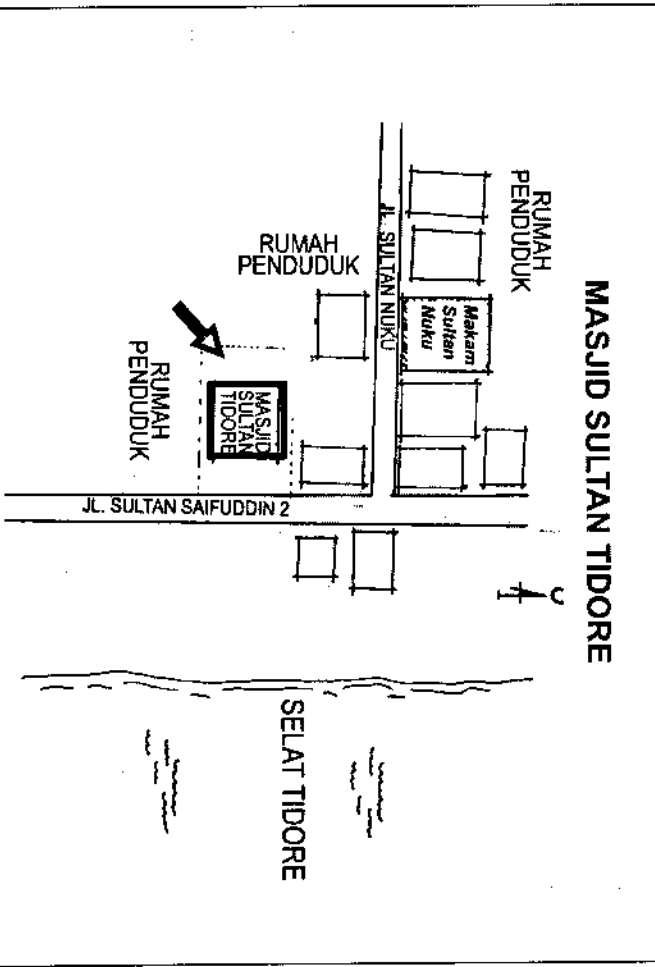 MASJID SULTAN TIDORE
RUMAH
PENDUDUK
Makam
Sultan
Nuku
JL. SULTAN NUKU
RUMAH
PENDUDUK
MASJID
SULTAN
TIDORE
RUMAH
PENDUDUK
JL. SULTAN SAIFUDDIN 2
SELAT TIDORE